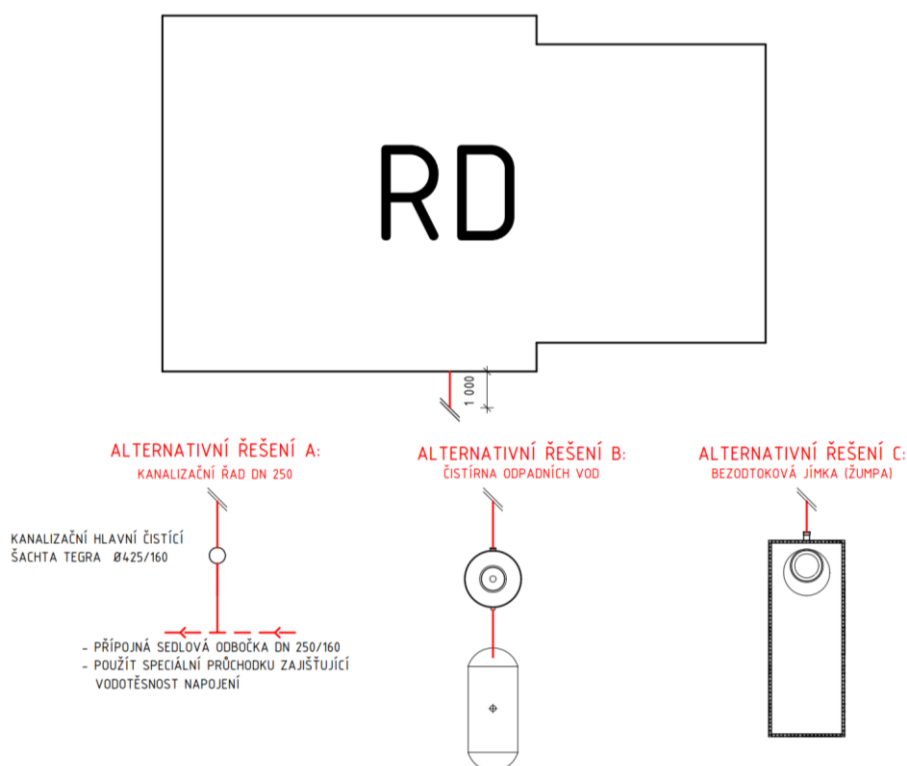 RD
1 000
ALTERNATIVNÍ ŘEŠENÍ A:
KANALIZAČNÍ ŘAD DN 250
KANALIZAČNÍ HLAVNÍ ČISTÍCÍ
ŠACHTA TEGRA Ø425/160
- PŘÍPOJNÁ SEDLOVÁ ODBOČKA DN 250/160
- POUŽÍT SPECIÁLNÍ PRŮCHODKU ZAJIŠŤUJÍCÍ
VODOTĚSNOST NAPOJENÍ
ALTERNATIVNÍ ŘEŠENÍ B:
ČISTÍRNA ODPADNÍCH VOD
ALTERNATIVNÍ ŘEŠENÍ C:
BEZODTOKOVÁ JÍMKA (ŽUMPA)